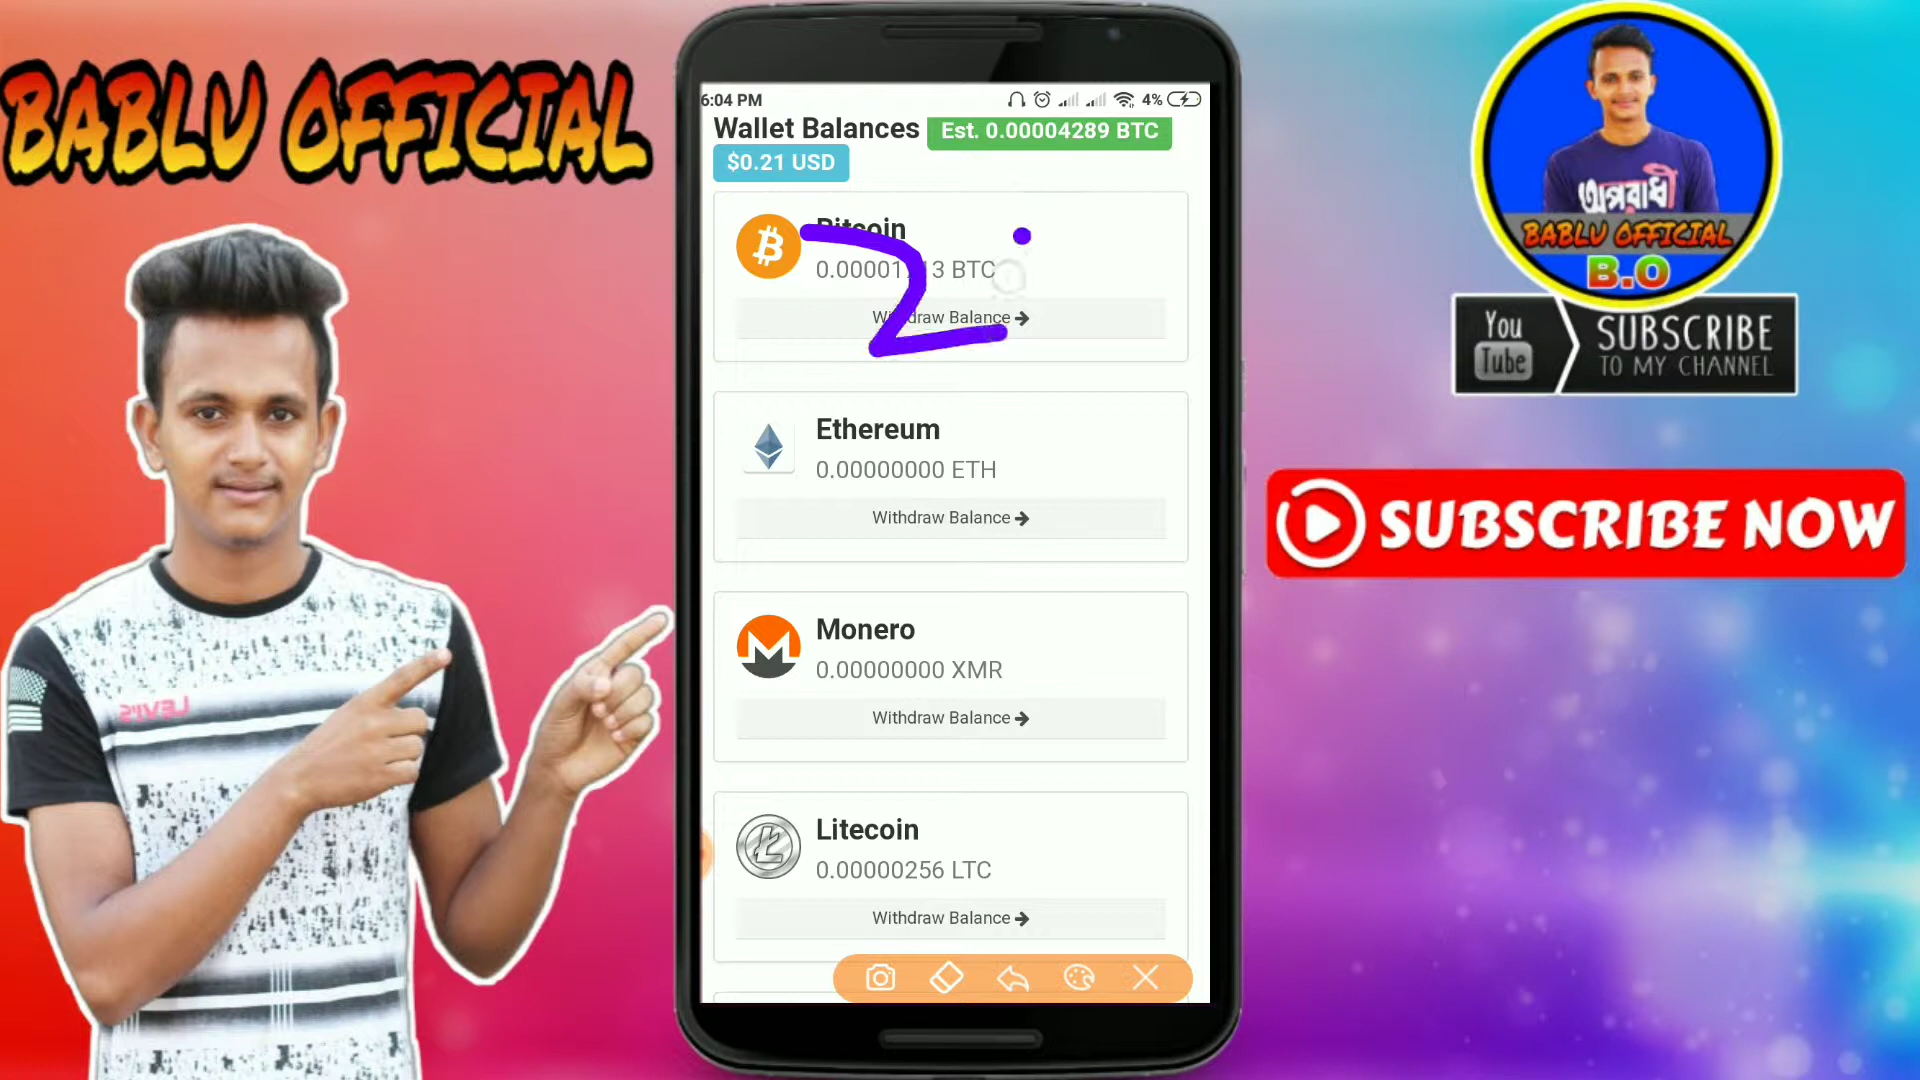 BABLU OFFICIAL
6:04 PM
4%
Wallet Balances
Est. 0.00004289 BTC
$0.21 USD
Bitcoin
BTC
Withdraw Balance
2
Ethereum
0.00000000 ETH
Withdraw Balance
Monero
0.00000000 XMR
Withdraw Balance
Litecoin
0.00000256 LTC
Withdraw Balance
LEVI'S
অপরাধী
BABLU OFFICIAL
B.O
You
Tube
SUBSCRIBE
TO MY CHANNEL
SUBSCRIBE NOW